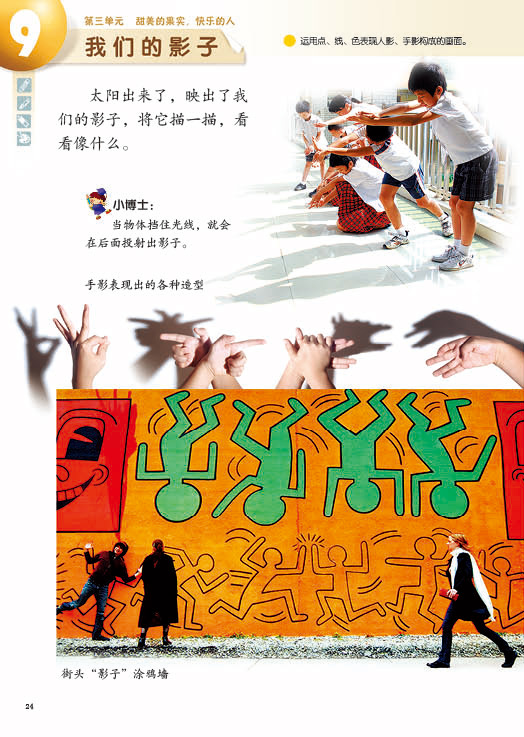 9
第三单元 甜美的果实，快乐的人
我们的影子
运用点、线、色表现人影、手影构成的画面。
太阳出来了，映出了我
们的影子，将它描一描，看
看像什么。
小博士：
当物体挡住光线，就会
在后面投射出影子。
手影表现出的各种造型
街头“影子”涂鸦墙
24